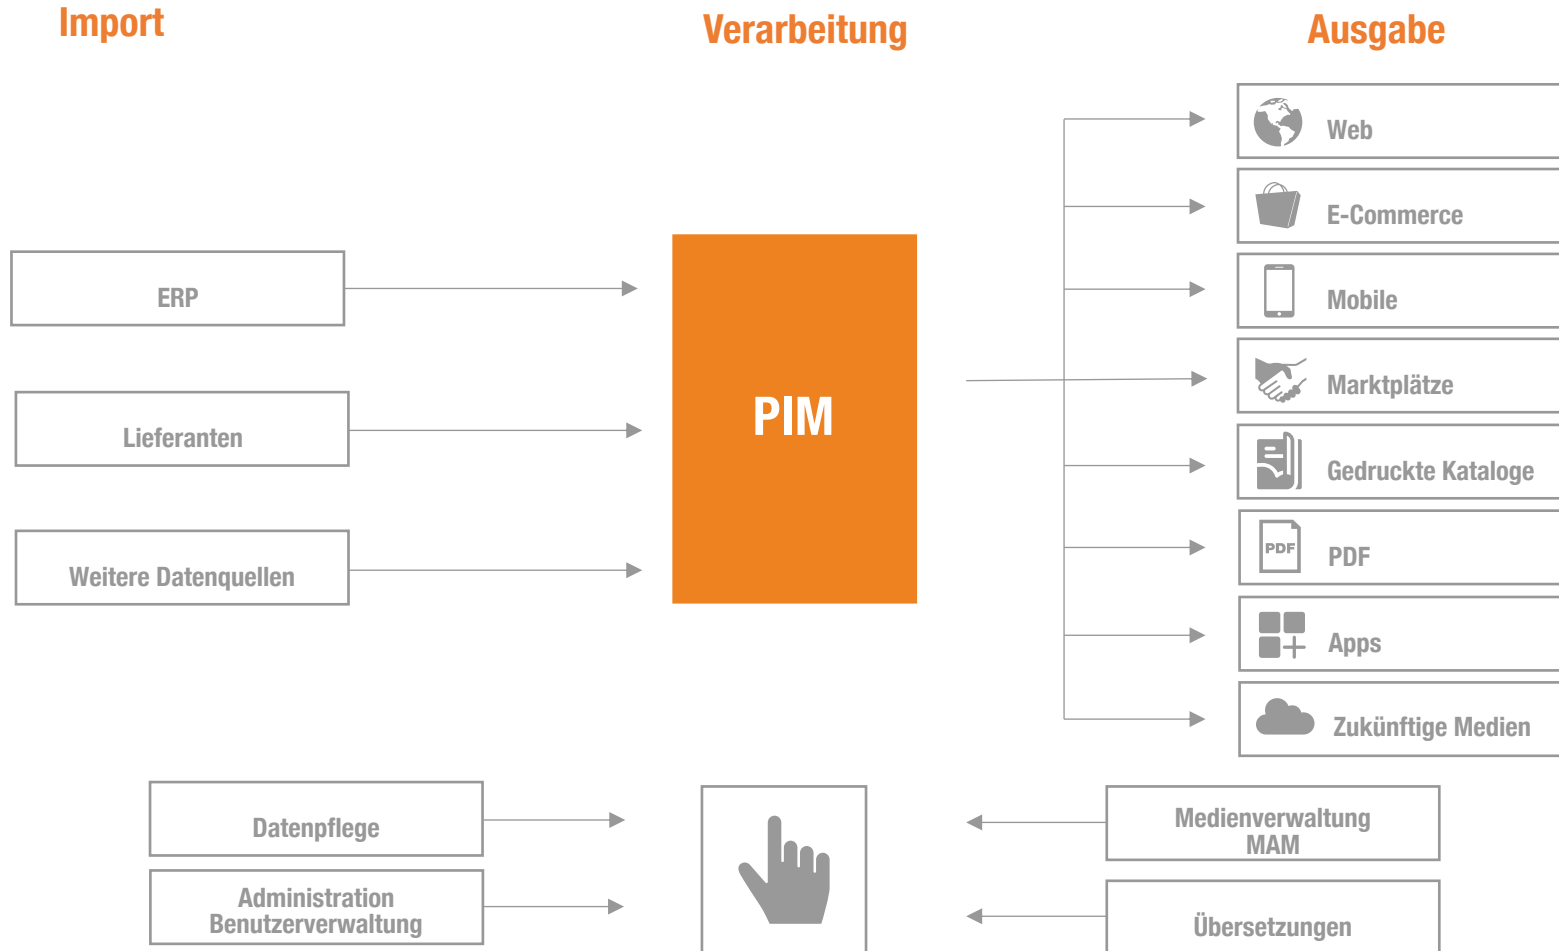 Import
Verarbeitung
Ausgabe
ERP
Lieferanten
Weitere Datenquellen
PIM
Web
E-Commerce
Mobile
Marktplätze
Gedruckte Kataloge
PDF
PDF
Apps
Zukünftige Medien
Datenpflege
Administration
Benutzerverwaltung
Medienverwaltung
MAM
Übersetzungen